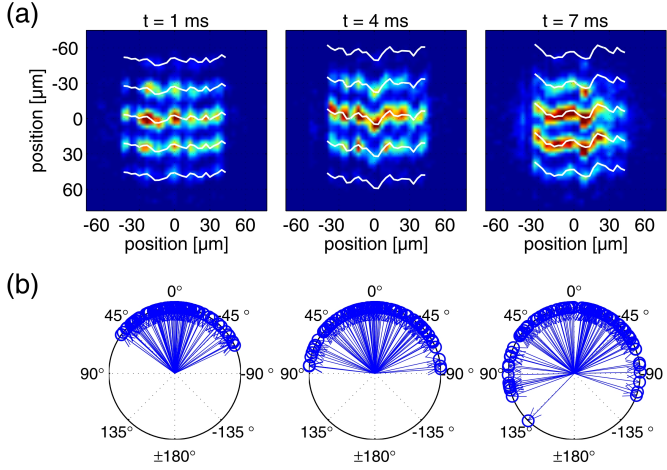 (a)
t = 1 ms t = 4 ms t = 7 ms
-60
-30
0
30
60
position [µm]
-60 -30 0 30 60 -60 -30 0 30 60 -60 -30 0 30 60
position [µm] position [µm] position [µm]
(b)
0° 0° 0°
45° -45 ° 45° -45 ° 45° -45 °
90° -90 ° 90° -90 ° 90° -90 °
135° -135 ° 135° -135 ° 135° -135 °
±180° ±180° ±180°